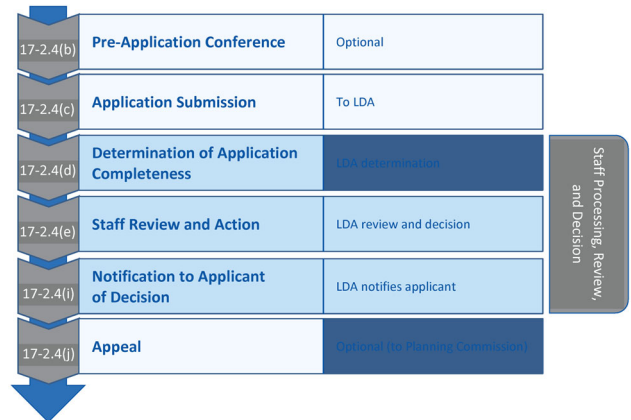 17-2.4(b)
Pre-Application Conference
Optional
17-2.4(c)
Application Submission
To LDA
17-2.4(d)
Determination of Application
Completeness
LDA determination
17-2.4(e)
Staff Review and Action
LDA review and decision
17-2.4(i)
Notification to Applicant
of Decision
LDA notifies applicant
17-2.4(j)
Appeal
Optional (to Planning Commission)
Staff Processing, Review,
and Decision